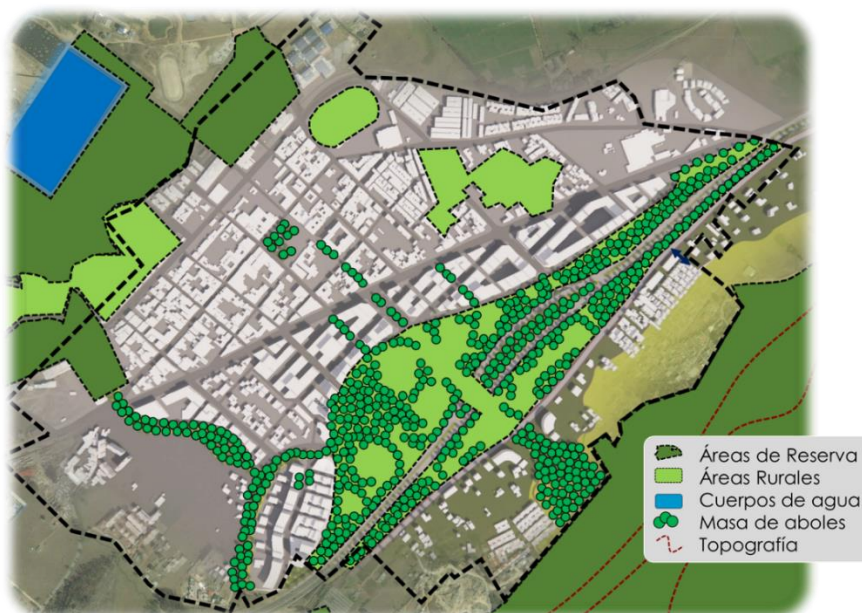 Áreas de Reserva
Áreas Rurales
Cuerpos de agua
Masa de aboles
Topografía